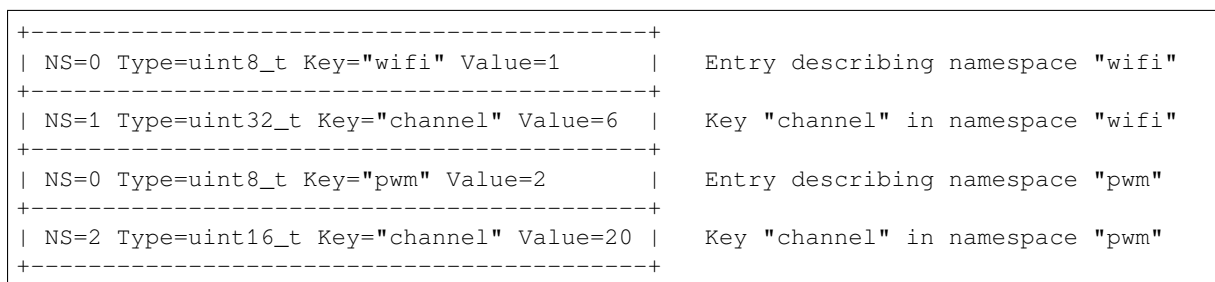 +-------------------------------------------+
| NS=0 Type=uint8_t Key="wifi" Value=1      |   Entry describing namespace "wifi"
+-------------------------------------------+
| NS=1 Type=uint32_t Key="channel" Value=6  |   Key "channel" in namespace "wifi"
+-------------------------------------------+
| NS=0 Type=uint8_t Key="pwm" Value=2       |   Entry describing namespace "pwm"
+-------------------------------------------+
| NS=2 Type=uint16_t Key="channel" Value=20 |   Key "channel" in namespace "pwm"
+-------------------------------------------+